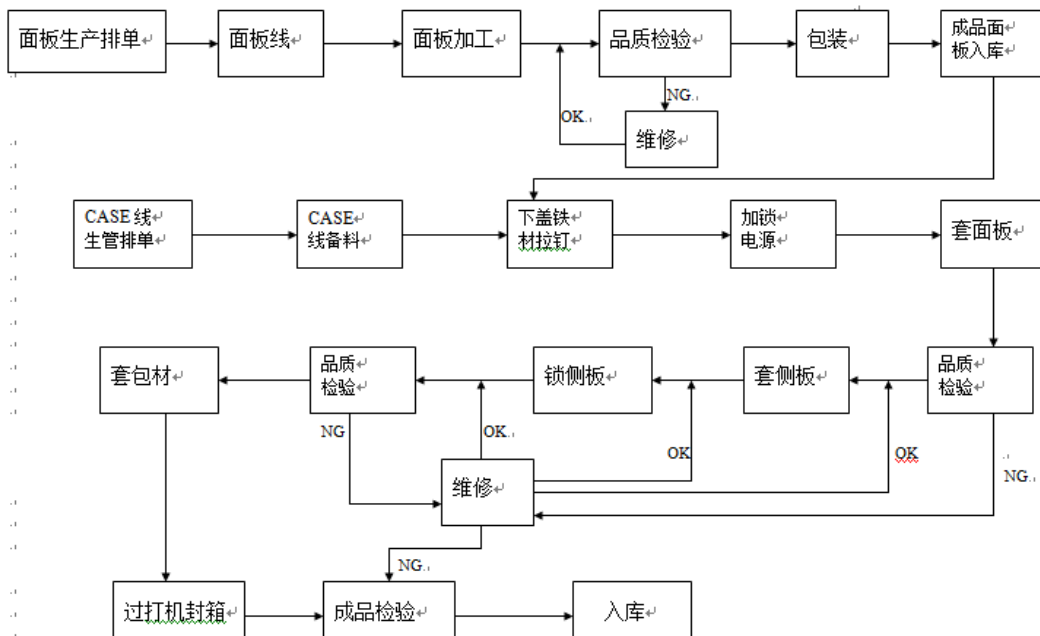 面板生产排单
面板线
面板加工
品质检验
包装
成品面
板入库
NG
OK
维修
CASE 线
生管排单
CASE
线备料
下盖铁
材拉钉
加锁
电源
套面板
套包材
品质
检验
锁侧板
套侧板
品质
检验
NG
OK
OK
OK
NG
维修
NG
过打机封箱
成品检验
入库